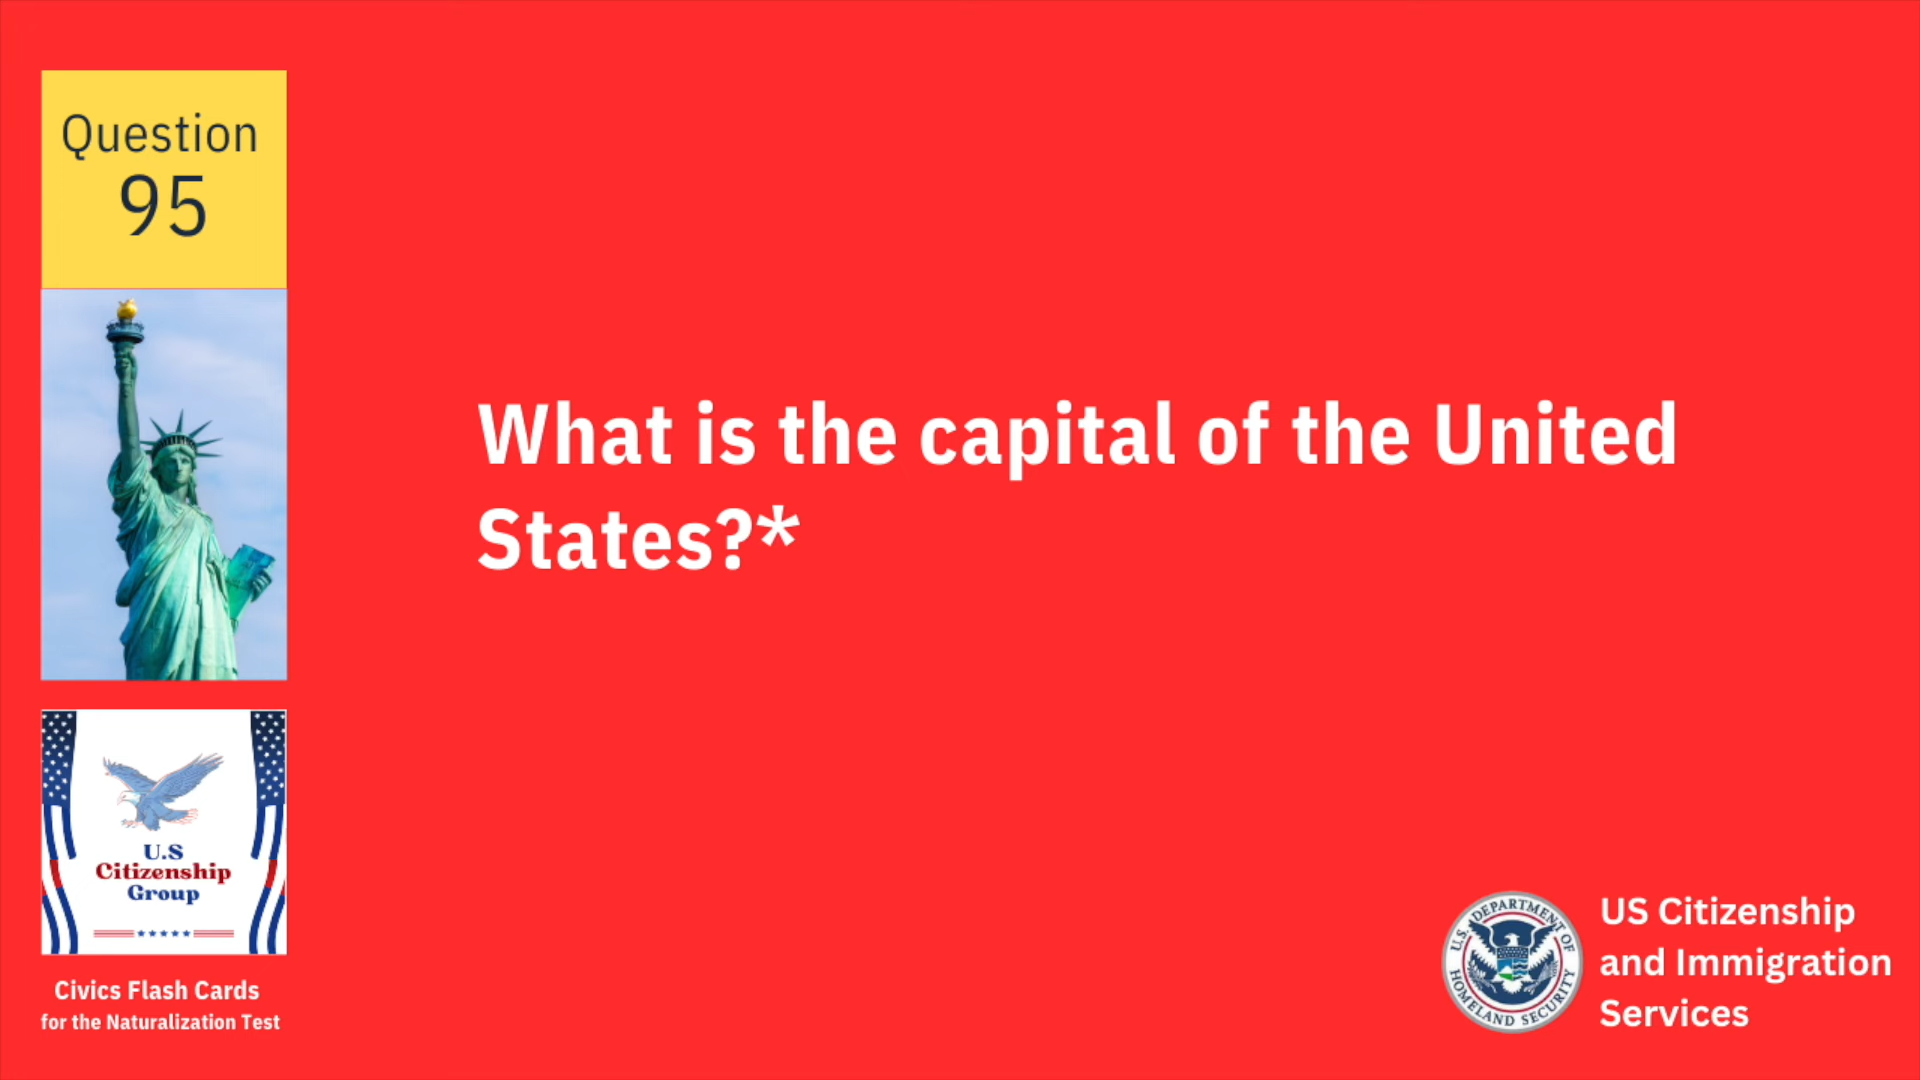 Question
95
What is the capital of the United
States?*
U.S
Citizenship
Group
Civics Flash Cards
for the Naturalization Test
U.S. DEPARTMENT OF
HOMELAND SECURITY
US Citizenship
and Immigration
Services